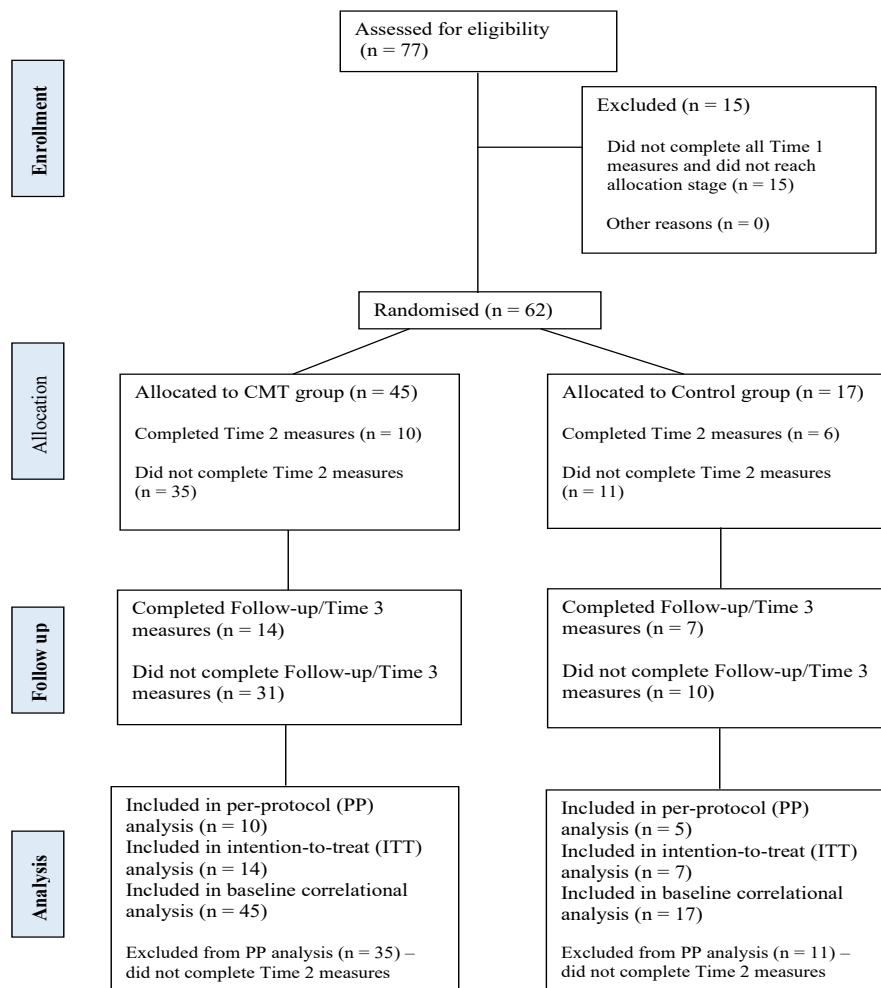 Assessed for eligibility
(n = 77)
Enrollment
Excluded (n = 15)
Did not complete all Time 1
measures and did not reach
allocation stage (n = 15)
Other reasons (n = 0)
Randomised (n = 62)
Allocation
Allocated to CMT group (n = 45)
Completed Time 2 measures (n = 10)
Did not complete Time 2 measures
(n = 35)
Allocated to Control group (n = 17)
Completed Time 2 measures (n = 6)
Did not complete Time 2 measures
(n = 11)
Follow up
Completed Follow-up/Time 3
measures (n = 14)
Did not complete Follow-up/Time 3
measures (n = 31)
Completed Follow-up/Time 3
measures (n = 7)
Did not complete Follow-up/Time 3
measures (n = 10)
Analysis
Included in per-protocol (PP)
analysis (n = 10)
Included in intention-to-treat (ITT)
analysis (n = 14)
Included in baseline correlational
analysis (n = 45)
Excluded from PP analysis (n = 35) –
did not complete Time 2 measures
Included in per-protocol (PP)
analysis (n = 5)
Included in intention-to-treat (ITT)
analysis (n = 7)
Included in baseline correlational
analysis (n = 17)
Excluded from PP analysis (n = 11) –
did not complete Time 2 measures